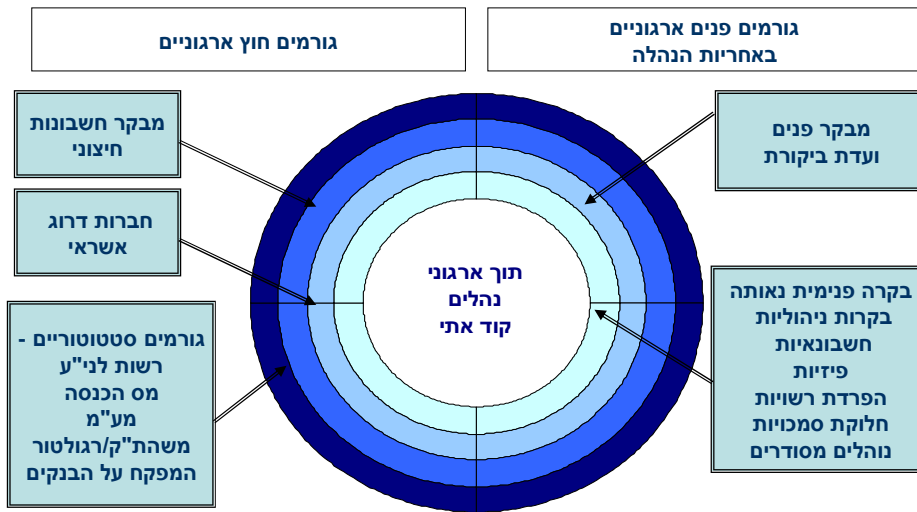 גורמים פנים ארגוניים
באחריות הנהלה
גורמים חוץ ארגוניים
מבקר פנים
ועדת ביקורת
מבקר חשבונות
חיצוני
חברות דרוג
אשראי
תוך ארגוני
נהלים
קוד אתי
בקרה פנימית נאותה
בקרות ניהוליות
חשבונאיות
פיזיות
הפרדת רשויות
חלוקת סמכויות
נוהלים מסודרים
גורמים סטטוטוריים -
רשות לני"ע
מס הכנסה
מע"מ
משהת"ק/רגולטור
המפקח על הבנקים